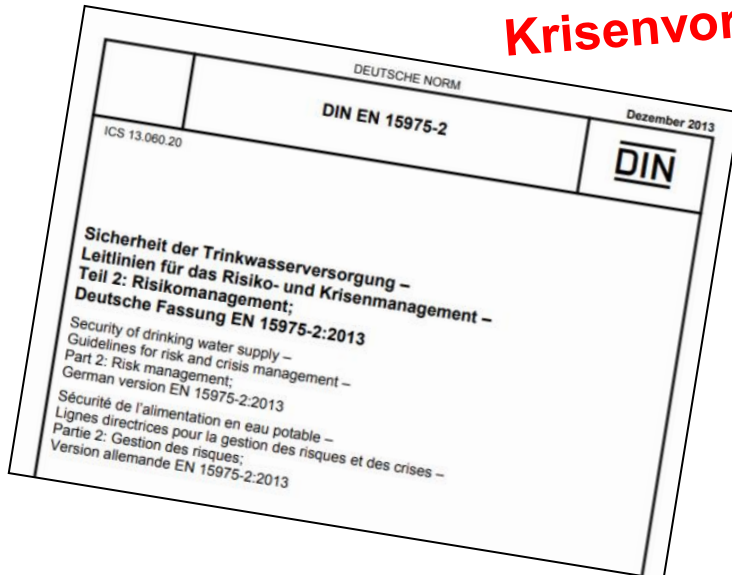 Krisenvor
DEUTSCHE NORM
Dezember 2013
DIN EN 15975-2
DIN
ICS 13.060.20
Sicherheit der Trinkwasserversorgung –
Leitlinien für das Risiko- und Krisenmanagement –
Teil 2: Risikomanagement;
Deutsche Fassung EN 15975-2:2013
Security of drinking water supply –
Guidelines for risk and crisis management –
Part 2: Risk management;
German version EN 15975-2:2013
Sécurité de l'alimentation en eau potable –
Lignes directrices pour la gestion des risques et des crises –
Partie 2: Gestion des risques;
Version allemande EN 15975-2:2013